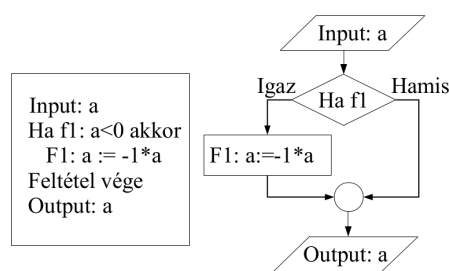 Input: a
Ha f1: a<0 akkor
F1: a := -1*a
Feltétel vége
Output: a
Input: a
Igaz
Ha f1
Hamis
F1: a:=-1*a
Output: a